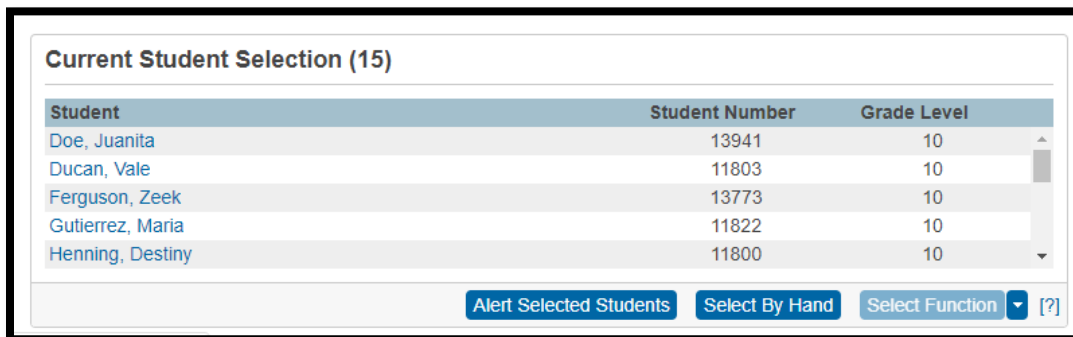 Current Student Selection (15)
Student Student Number Grade Level
Doe, Juanita 13941 10
Ducan, Vale 11803 10
Ferguson, Zeek 13773 10
Gutierrez, Maria 11822 10
Henning, Destiny 11800 10
Alert Selected Students Select By Hand Select Function [?]